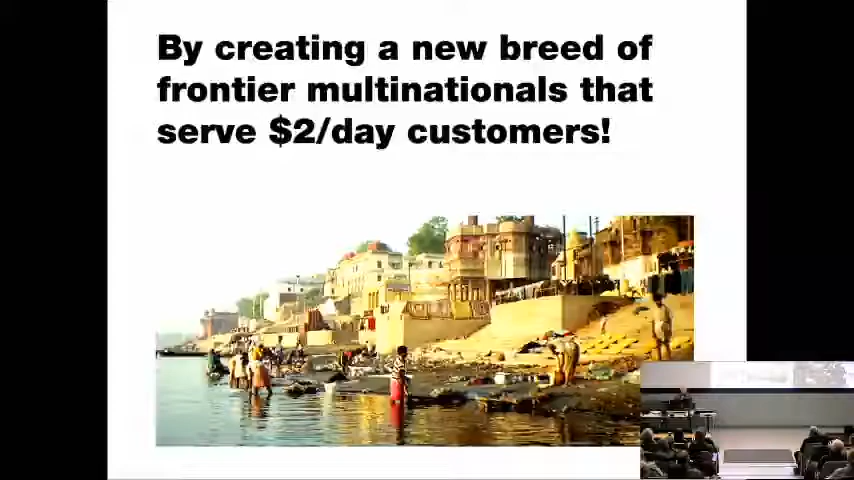 By creating a new breed of
frontier multinationals that
serve $2/day customers!